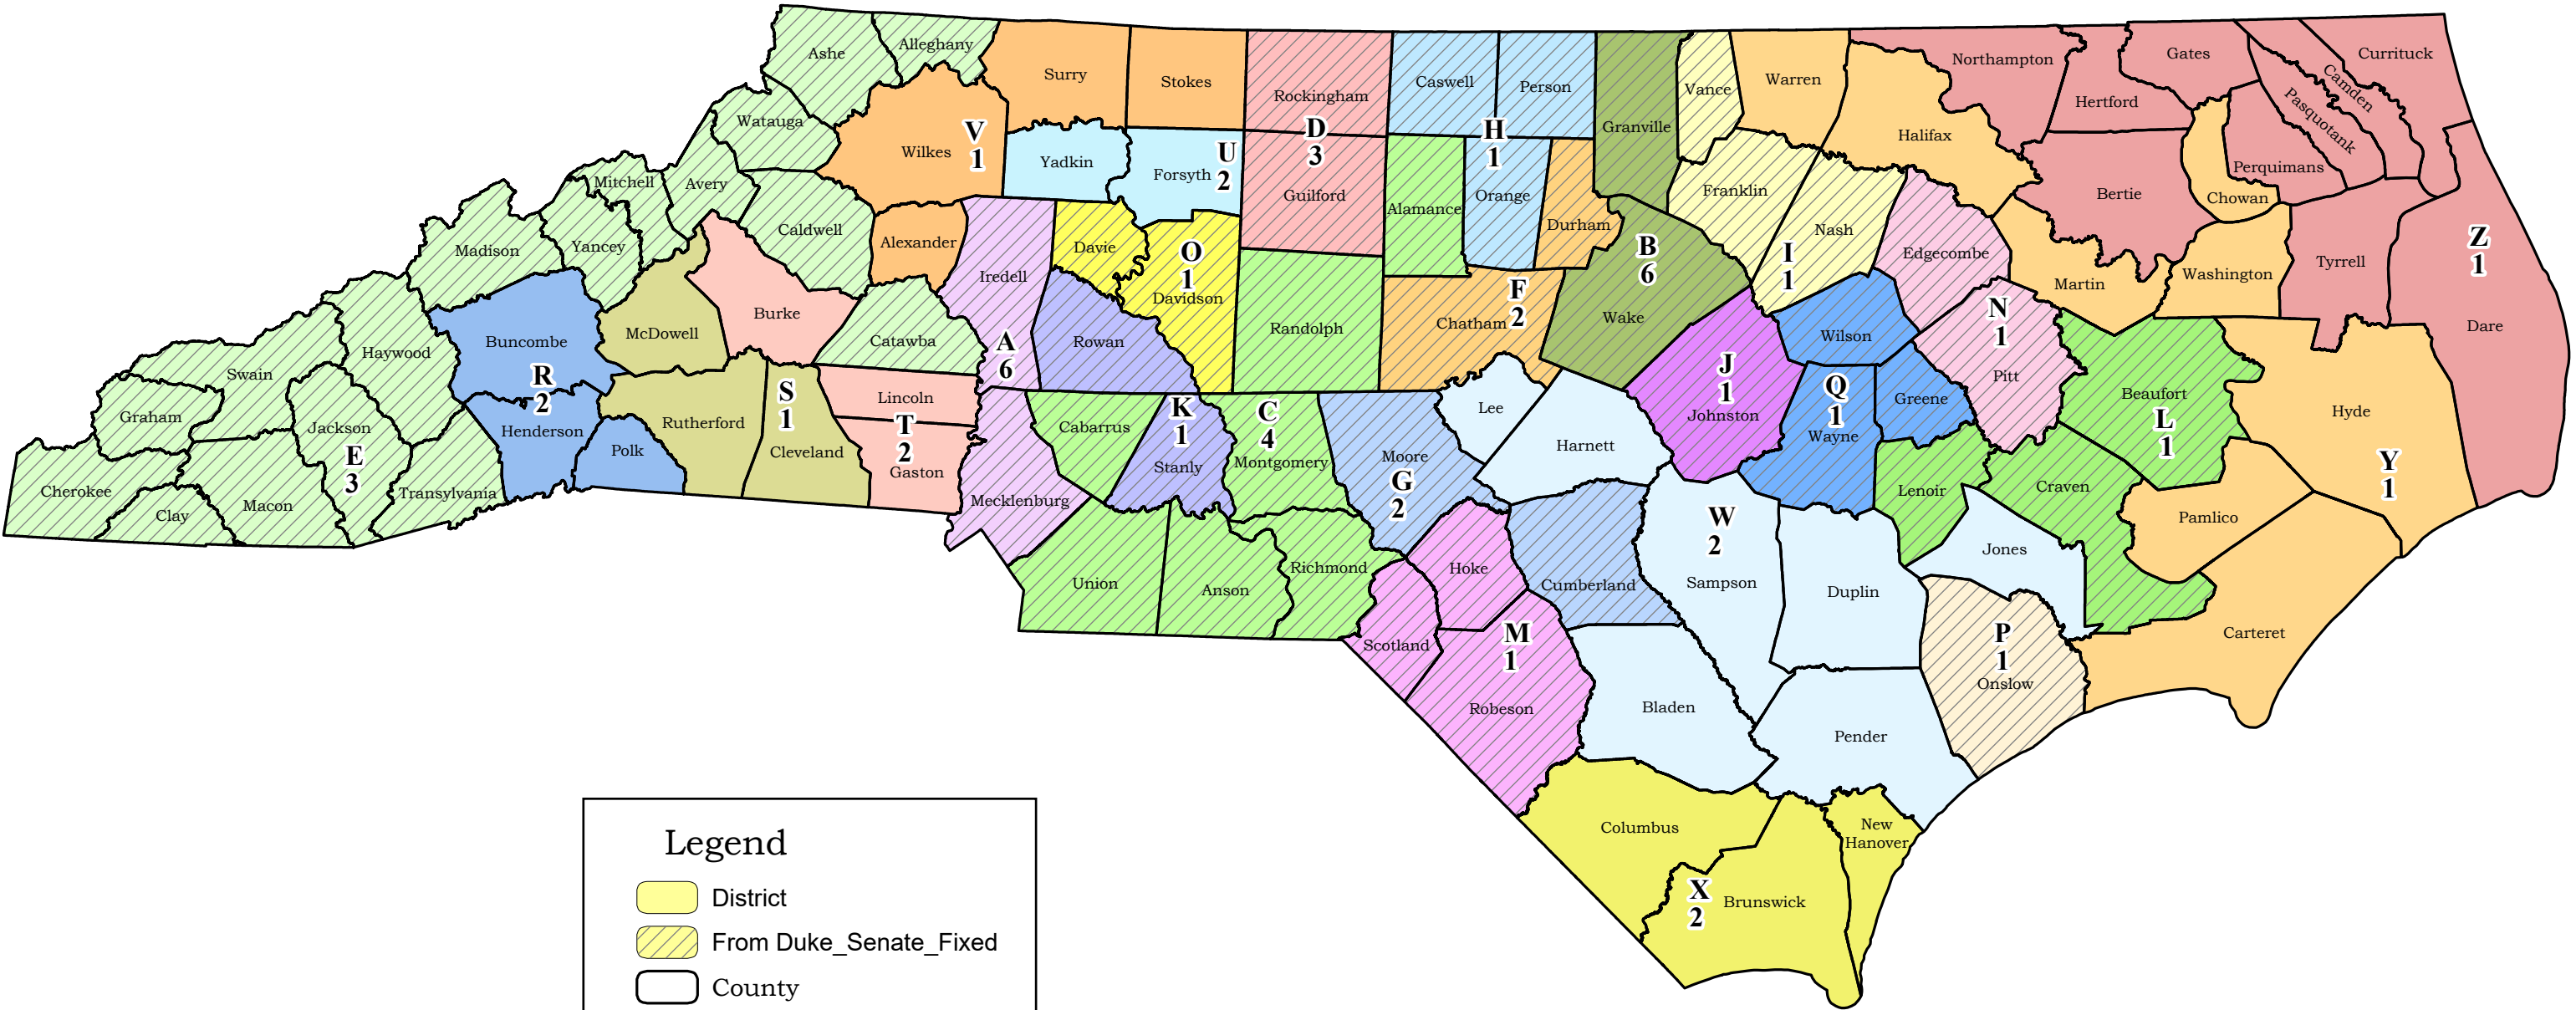 Ashe
Alleghany
Surry
Stokes
Rockingham
Caswell
Person
Granville
Vance
Warren
Northampton
Gates
Currituck
Camden
Pasquotank
Hertford
Halifax
Watauga
Wilkes
V
1
Yadkin
Forsyth
U
2
D
3
Guilford
H
1
Orange
Alamance
Durham
Franklin
Nash
I
1
Edgecombe
Bertie
Chowan
Perquimans
Mitchell
Avery
Yancey
Madison
Caldwell
Alexander
Iredell
Davie
O
1
Davidson
B
6
Wake
Martin
Washington
Tyrrell
Z
1
Dare
Buncombe
R
2
McDowell
Burke
Catawba
A
6
Rowan
Randolph
Chatham
F
2
J
1
Johnston
Wilson
N
1
Pitt
Haywood
Swain
Graham
Jackson
E
3
Cherokee
Clay
Macon
Transylvania
Henderson
Polk
Rutherford
S
1
Cleveland
Lincoln
T
2
Gaston
Mecklenburg
Cabarrus
K
1
Stanly
C
4
Montgomery
Moore
G
2
Lee
Harnett
Q
1
Wayne
Greene
Beaufort
L
1
Hyde
Y
1
Lenoir
Craven
Pamlico
Jones
Union
Anson
Richmond
Scotland
Hoke
Cumberland
W
2
Sampson
Duplin
M
1
Robeson
Bladen
Pender
P
1
Onslow
Carteret
Columbus
X
2
Brunswick
New
Hanover
Legend
District
From Duke_Senate_Fixed
County